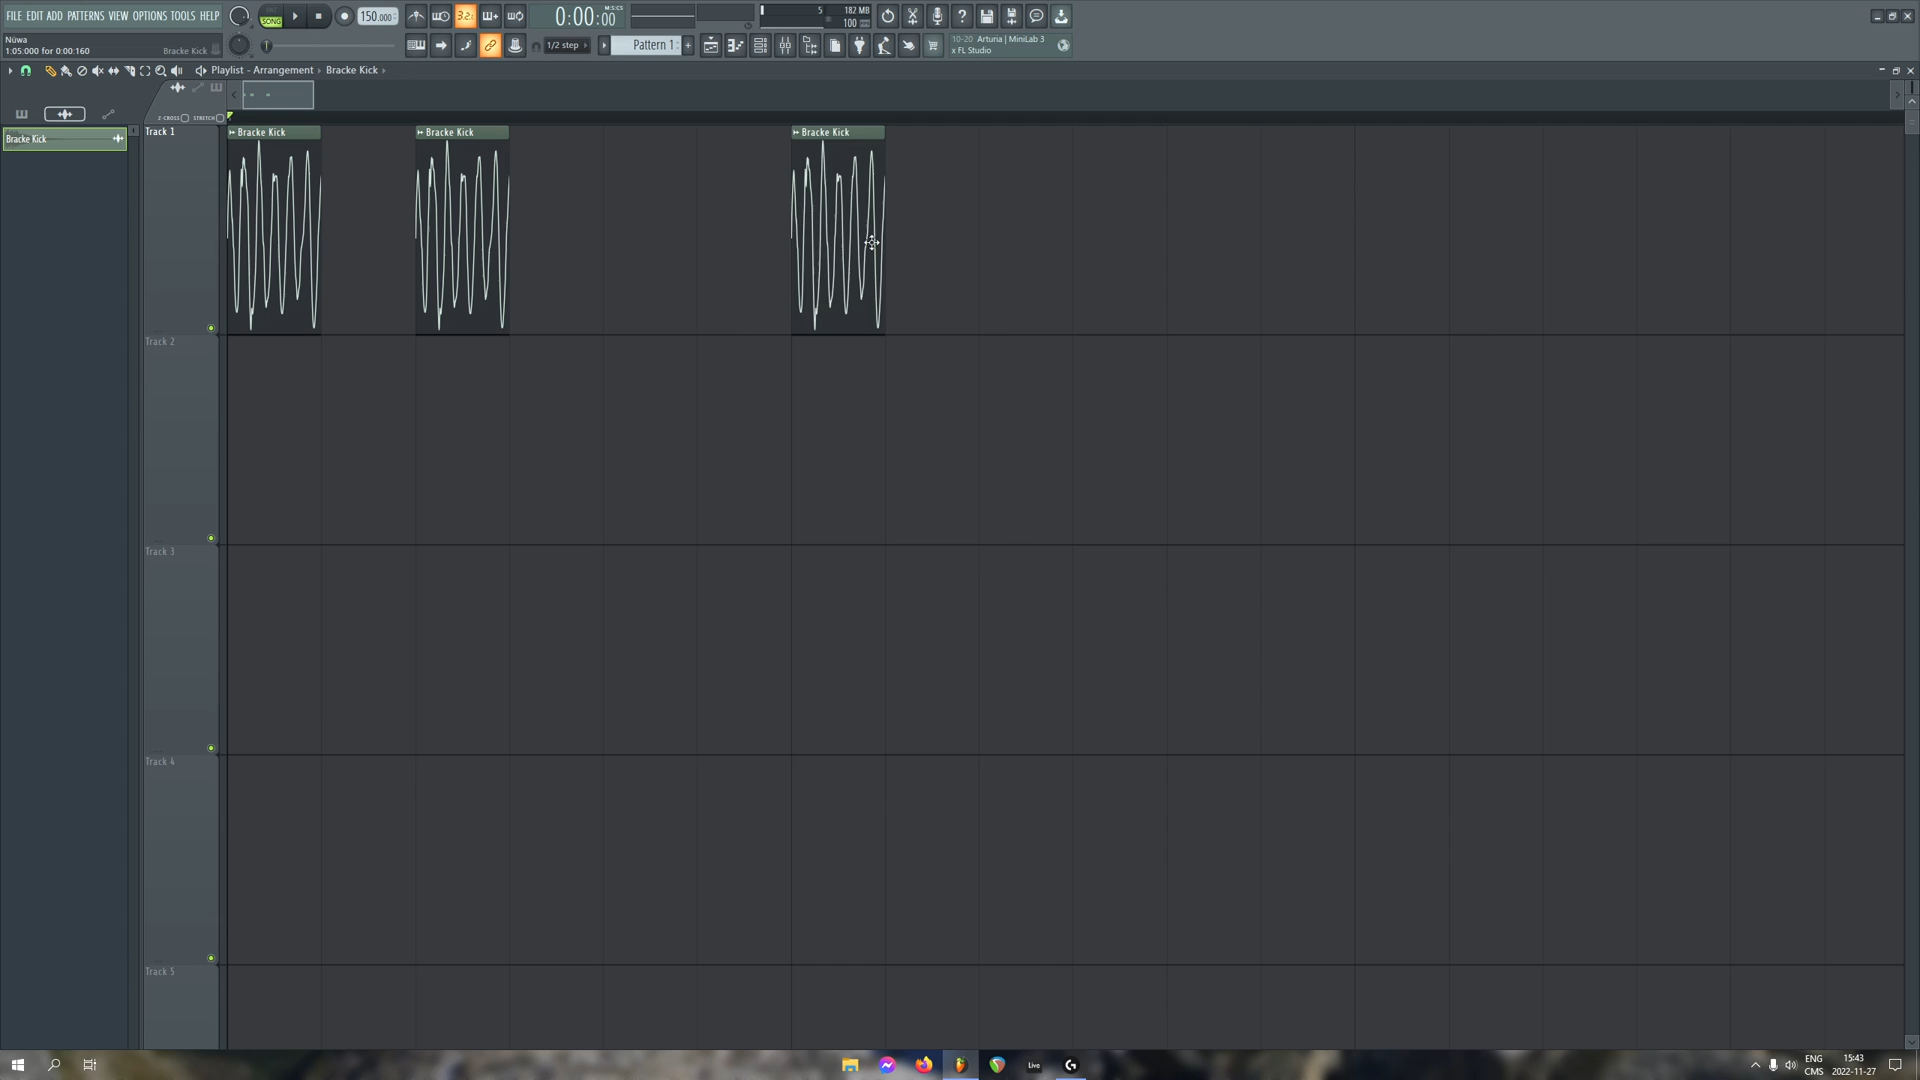 FILE EDIT ADD PATTERNS VIEW OPTIONS TOOLS HELP
SONG
150.000
3.2.
0:00:00
M:S:CS
5
182 MB
100
Nüwa
1:05:000 for 0:00:160
Bracke Kick
1/2 step
Pattern 1
10-20 Arturia | MiniLab 3
x FL Studio
Playlist - Arrangement › Bracke Kick ›
Z-CROSS STRETCH
Bracke Kick
Track 1
Bracke Kick
Bracke Kick
Bracke Kick
Track 2
Track 3
Track 4
Track 5
Live
ENG
CMS
15:43
2022-11-27